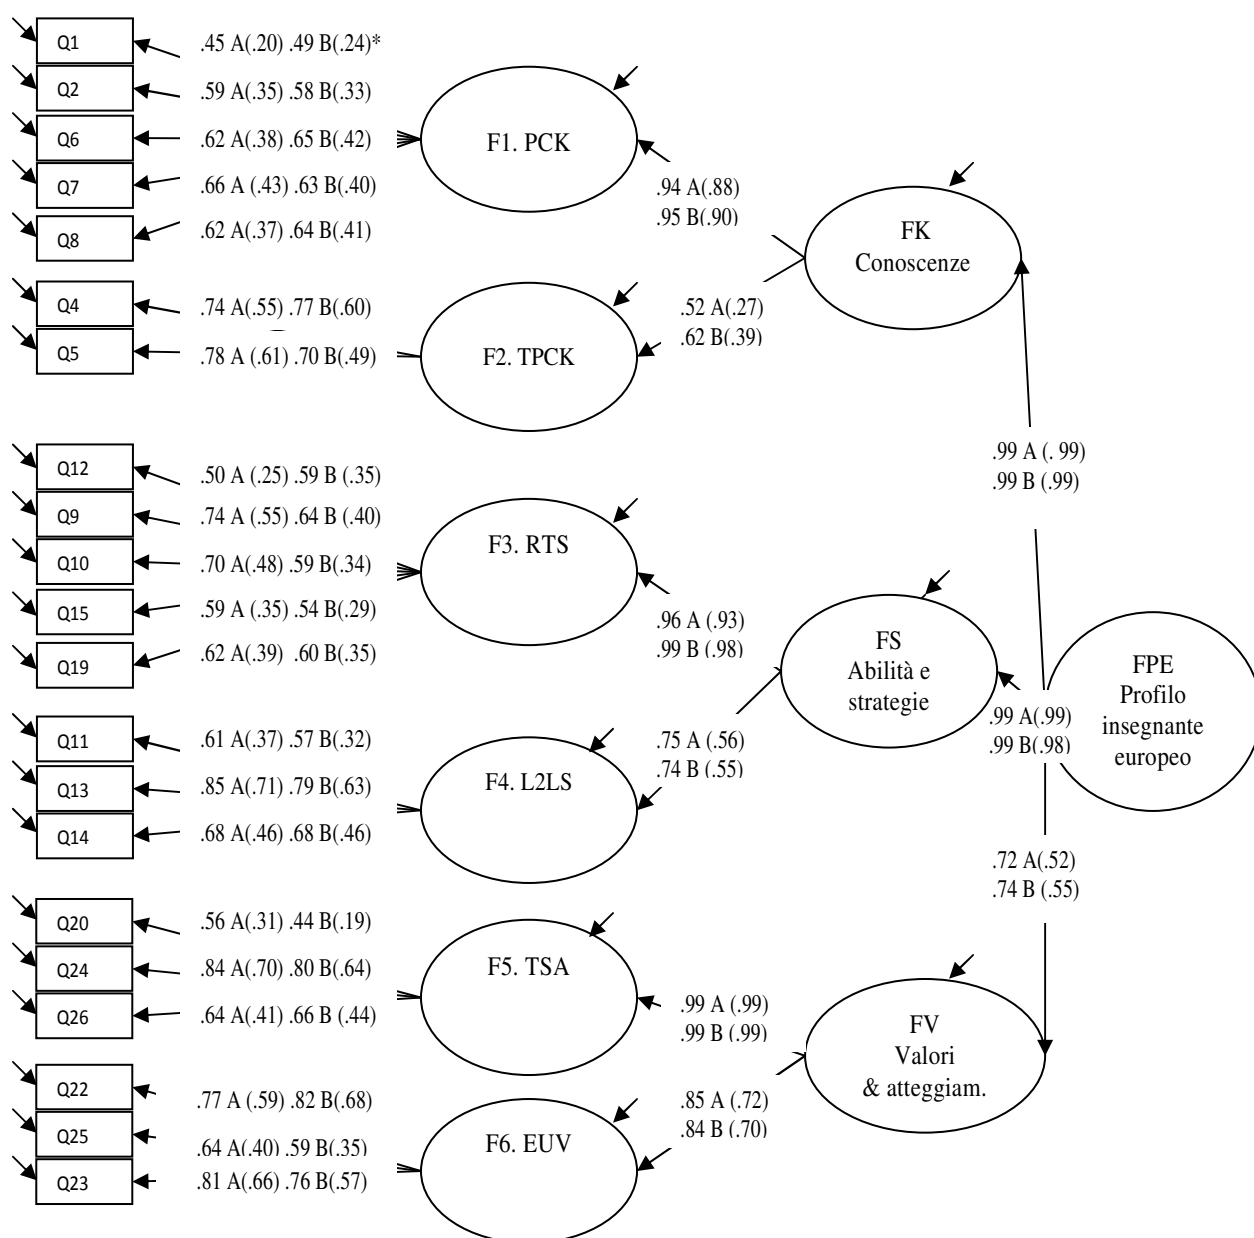 Q1
.45 A(.20) .49 B(.24)*
Q2
.59 A(.35) .58 B(.33)
Q6
.62 A(.38) .65 B(.42)
Q7
.66 A (.43) .63 B(.40)
Q8
.62 A(.37) .64 B(.41)
F1. PCK
.94 A(.88)
.95 B(.90)
FK
Conoscenze
Q4
.74 A(.55) .77 B(.60)
Q5
.78 A (.61) .70 B(.49)
F2. TPCK
.52 A(.27)
.62 B(.39)
.99 A (. 99)
.99 B (.99)
Q12
.50 A (.25) .59 B (.35)
Q9
.74 A (.55) .64 B (.40)
Q10
.70 A(.48) .59 B(.34)
Q15
.59 A (.35) .54 B(.29)
Q19
.62 A(.39) .60 B(.35)
F3. RTS
.96 A (.93)
.99 B (.98)
FS
Abilità e
strategie
.99 A(.99)
.99 B(.98)
FPE
Profilo
insegnante
europeo
Q11
.61 A(.37) .57 B(.32)
Q13
.85 A(.71) .79 B(.63)
Q14
.68 A(.46) .68 B(.46)
F4. L2LS
.75 A (.56)
.74 B(.55)
.72 A(.52)
.74 B (.55)
Q20
.56 A(.31) .44 B(.19)
Q24
.84 A(.70) .80 B(.64)
Q26
.64 A(.41) .66 B (.44)
F5. TSA
.99 A (.99)
.99 B (.99)
FV
Valori
& atteggiam.
Q22
.77 A (.59) .82 B(.68)
Q25
.64 A(.40) .59 B(.35)
Q23
.81 A(.66) .76 B(.57)
F6. EUV
.85 A (.72)
.84 B (.70)